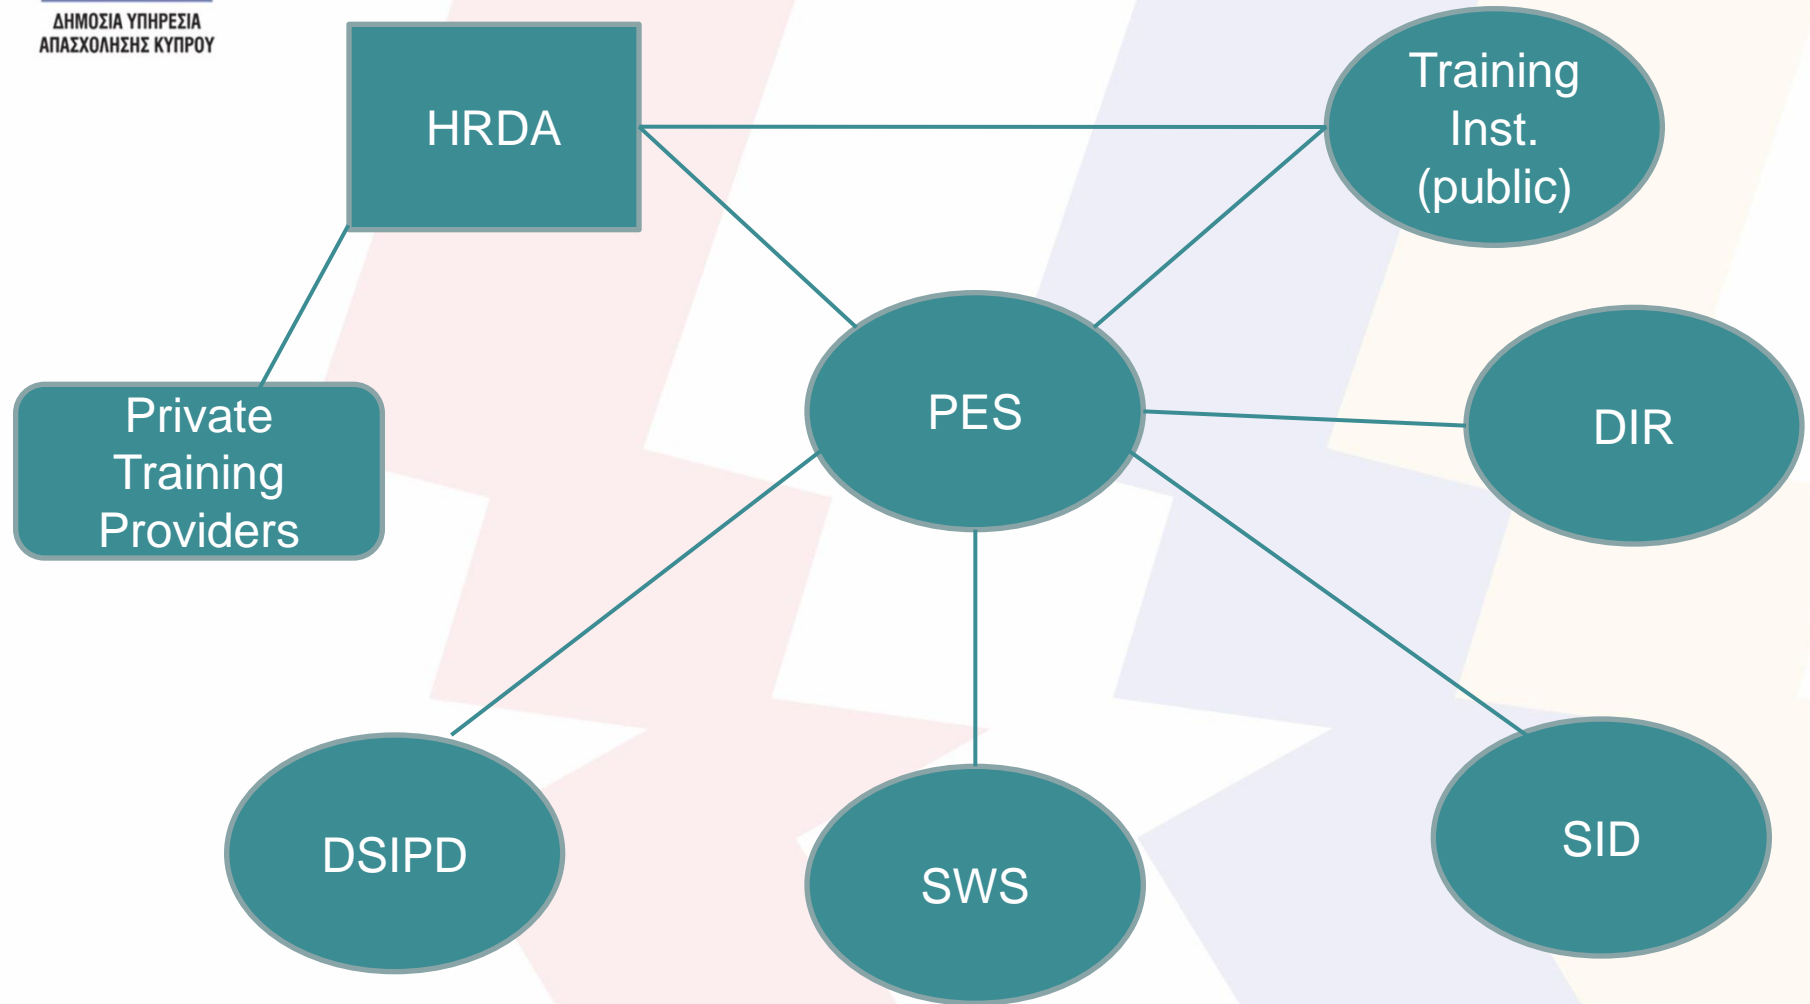 ΔΗΜΟΣΙΑ ΥΠΗΡΕΣΙΑ
ΑΠΑΣΧΟΛΗΣΗΣ ΚΥΠΡΟΥ
HRDA
Training
Inst.
(public)
Private
Training
Providers
PES
DIR
DSIPD
SWS
SID